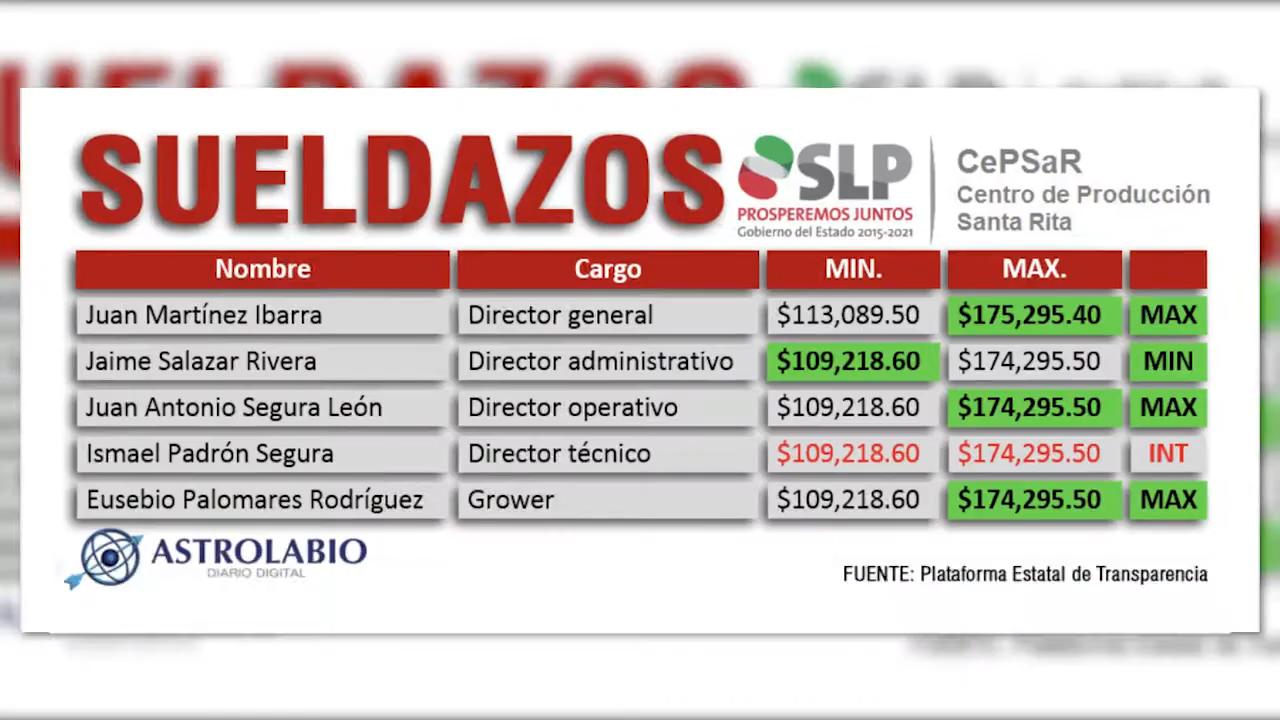 SUELDAZOS
SLP
PROSPEREMOS JUNTOS
Gobierno del Estado 2015-2021
CePSaR
Centro de Producción
Santa Rita
Nombre Cargo MIN. MAX.
Juan Martínez Ibarra Director general $113,089.50 $175,295.40 MAX
Jaime Salazar Rivera Director administrativo $109,218.60 $174,295.50 MIN
Juan Antonio Segura León Director operativo $109,218.60 $174,295.50 MAX
Ismael Padrón Segura Director técnico $109,218.60 $174,295.50 INT
Eusebio Palomares Rodríguez Grower $109,218.60 $174,295.50 MAX
ASTROLABIO
DIARIO DIGITAL
FUENTE: Plataforma Estatal de Transparencia